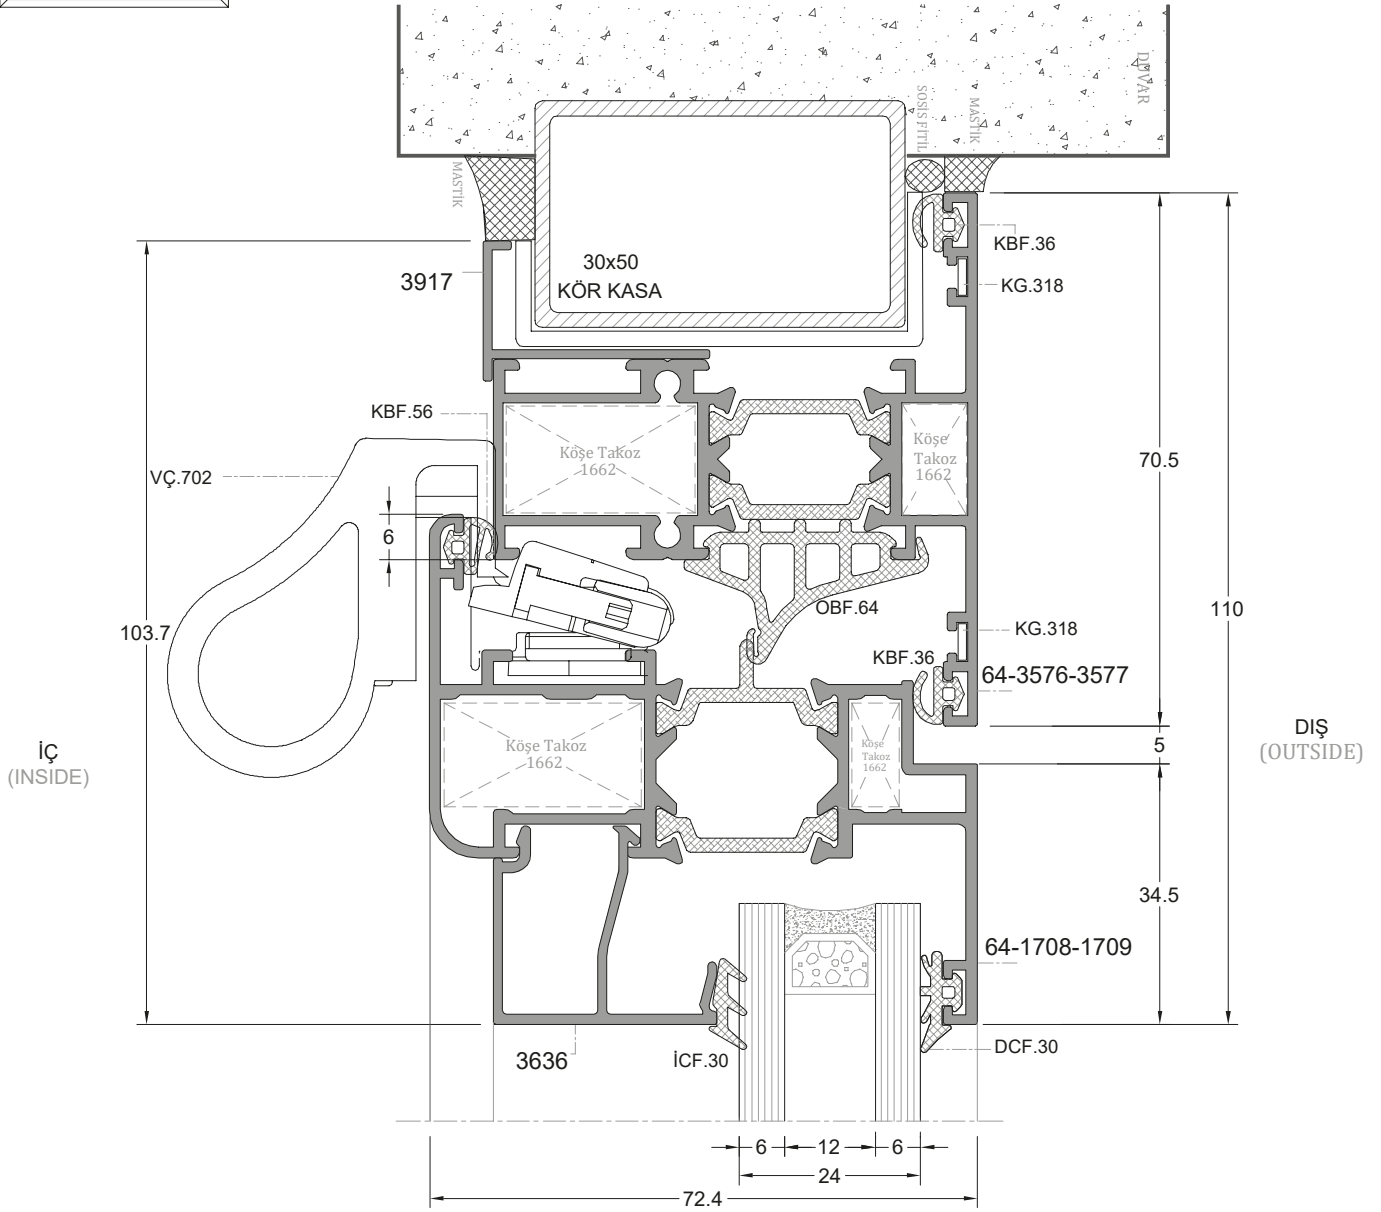 DUVAR
SOSİS FİTİL
MASTİK
MASTİK
KBF.36
30x50
KÖR KASA
3917
KG.318
KBF.56
Köşe Takoz
1662
Köşe
Takoz
1662
70.5
VÇ.702
6
OBF.64
110
103.7
KG.318
KBF.36
64-3576-3577
İÇ
(INSIDE)
Köşe Takoz
1662
Köşe
Takoz
1662
5
DIŞ
(OUTSIDE)
34.5
64-1708-1709
3636
İCF.30
DCF.30
6
12
6
24
72.4